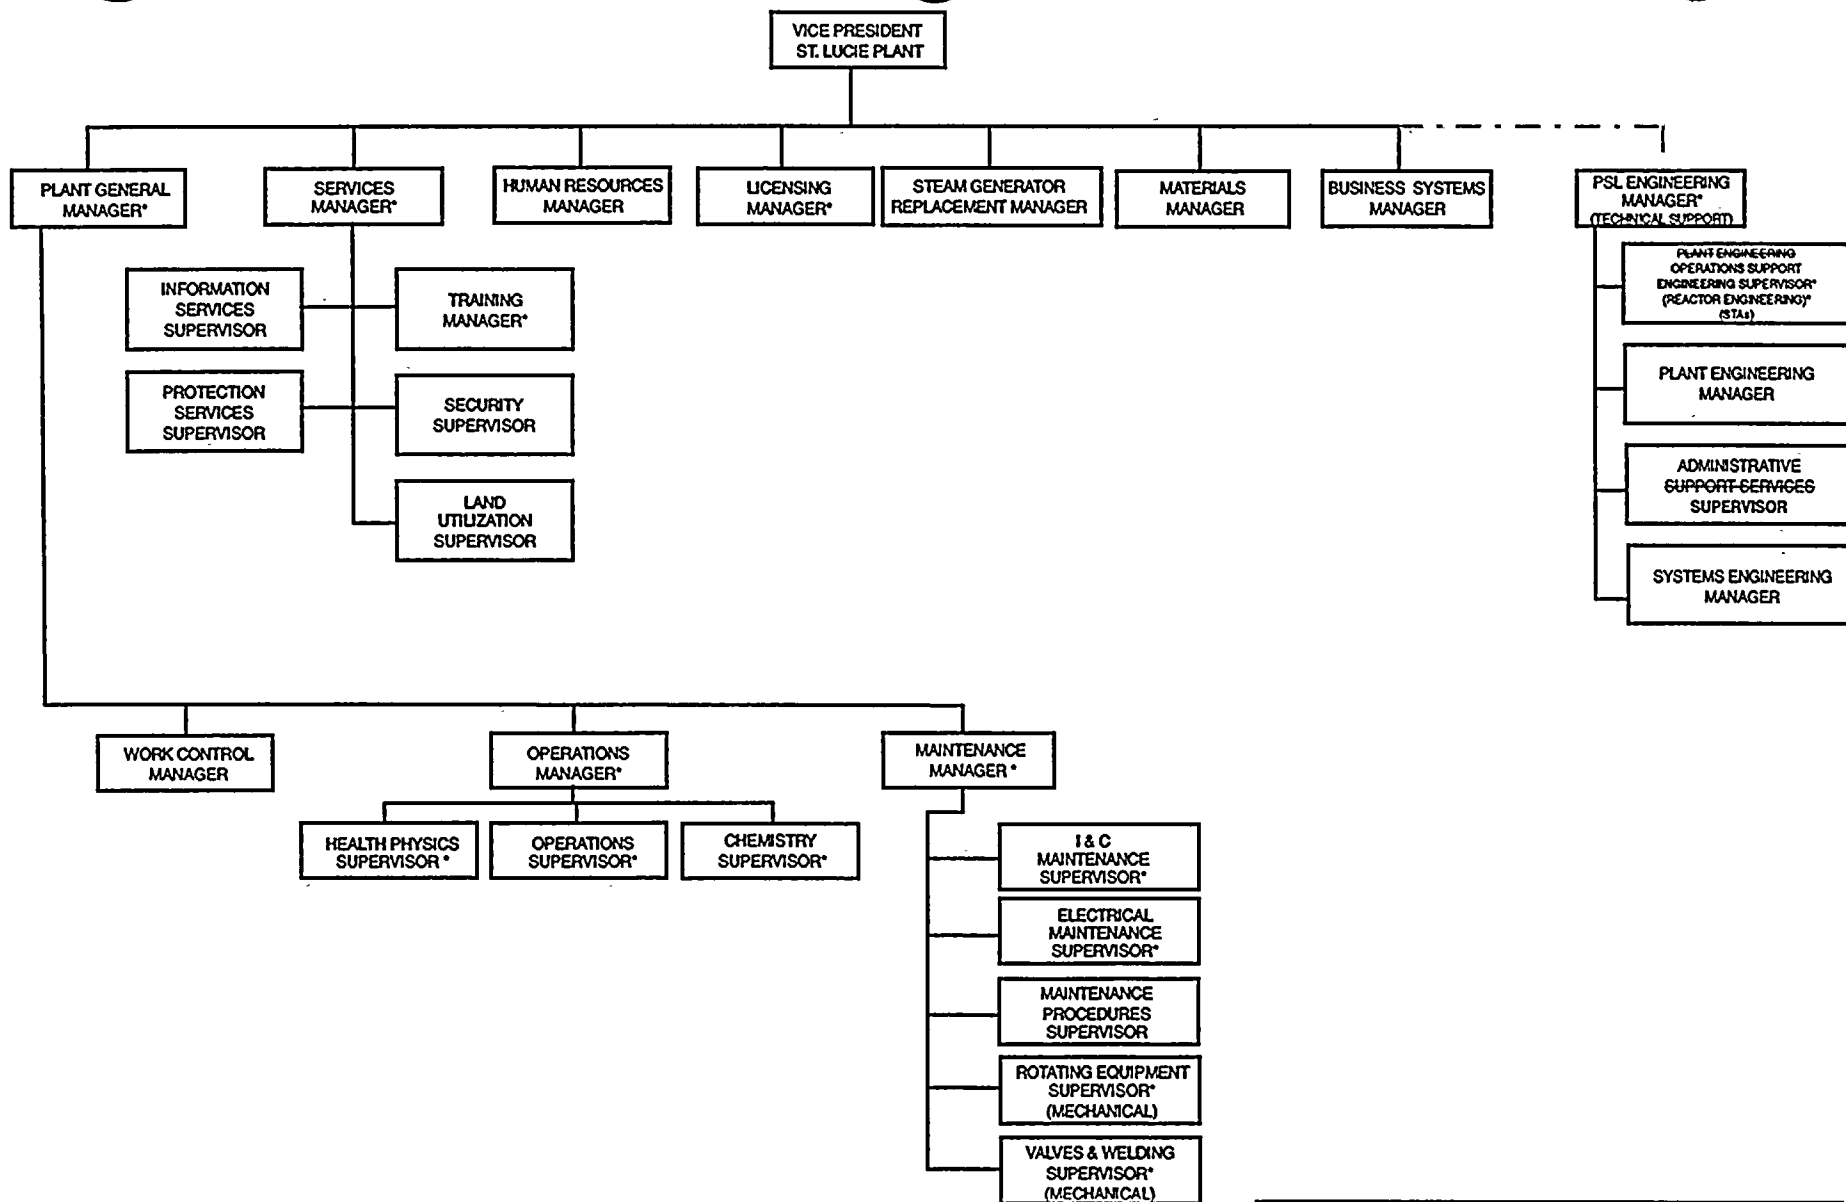 VICE PRESIDENT
ST. LUCIE PLANT
PLANT GENERAL
MANAGER*
SERVICES
MANAGER*
HUMAN RESOURCES
MANAGER
LICENSING
MANAGER*
STEAM GENERATOR
REPLACEMENT MANAGER
MATERIALS
MANAGER
BUSINESS SYSTEMS
MANAGER
PSL ENGINEERING
MANAGER*
(TECHNICAL SUPPORT)
INFORMATION
SERVICES
SUPERVISOR
TRAINING
MANAGER*
PROTECTION
SERVICES
SUPERVISOR
SECURITY
SUPERVISOR
LAND
UTILIZATION
SUPERVISOR
PLANT ENGINEERING
OPERATIONS SUPPORT
ENGINEERING SUPERVISOR*
(REACTOR ENGINEERING)*
(STAs)
PLANT ENGINEERING
MANAGER
ADMINISTRATIVE
SUPPORT SERVICES
SUPERVISOR
SYSTEMS ENGINEERING
MANAGER
WORK CONTROL
MANAGER
OPERATIONS
MANAGER*
MAINTENANCE
MANAGER *
HEALTH PHYSICS
SUPERVISOR *
OPERATIONS
SUPERVISOR*
CHEMISTRY
SUPERVISOR*
I & C
MAINTENANCE
SUPERVISOR*
ELECTRICAL
MAINTENANCE
SUPERVISOR*
MAINTENANCE
PROCEDURES
SUPERVISOR
ROTATING EQUIPMENT
SUPERVISOR*
(MECHANICAL)
VALVES & WELDING
SUPERVISOR*
(MECHANICAL)